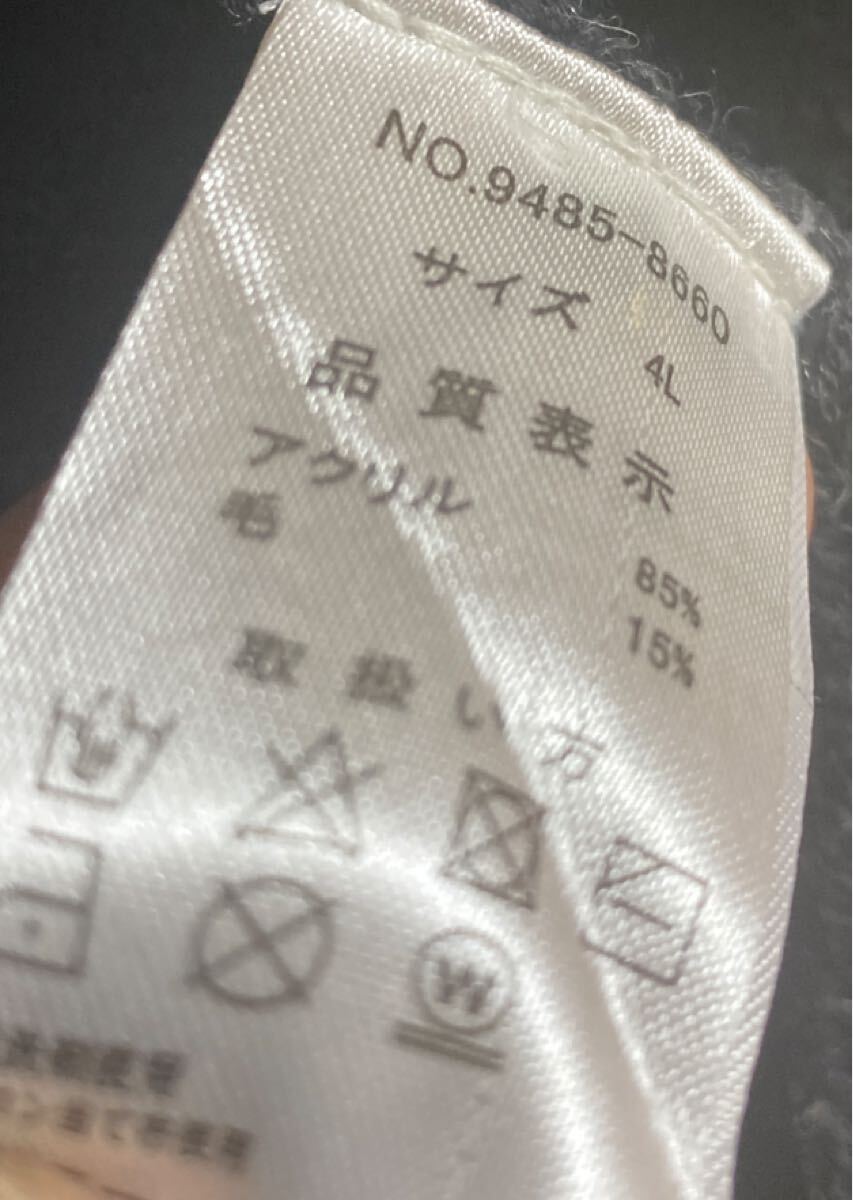 NO.9485-8660
サイズ 4L
品質表示
アクリル 85%
毛 15%
取扱い方
W